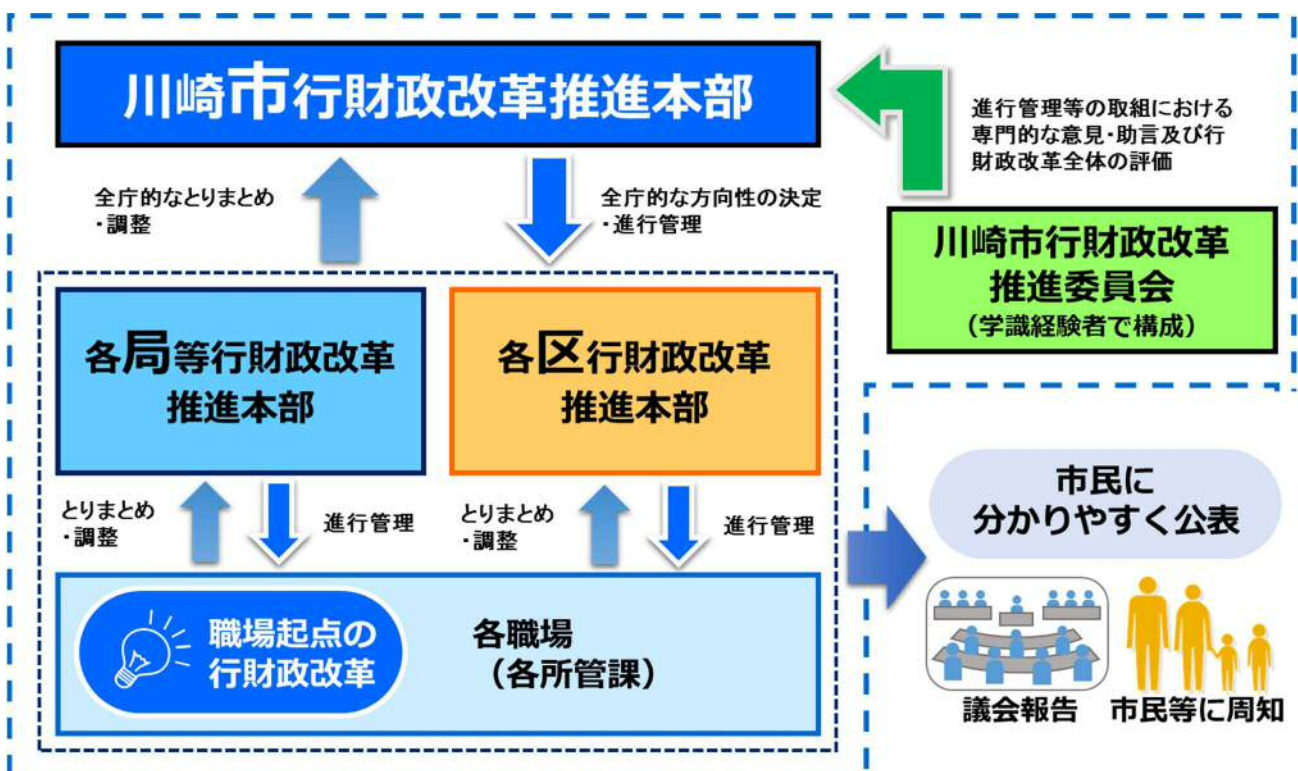 川崎市行財政改革推進本部
進行管理等の取組における
専門的な意見・助言及び行
財政改革全体の評価
全庁的なとりまとめ
・調整
全庁的な方向性の決定
・進行管理
川崎市行財政改革
推進委員会
（学識経験者で構成）
各局等行財政改革
推進本部
各区行財政改革
推進本部
とりまとめ
・調整
進行管理
とりまとめ
・調整
進行管理
職場起点の
行財政改革
各職場
（各所管課）
市民に
分かりやすく公表
議会報告
市民等に周知